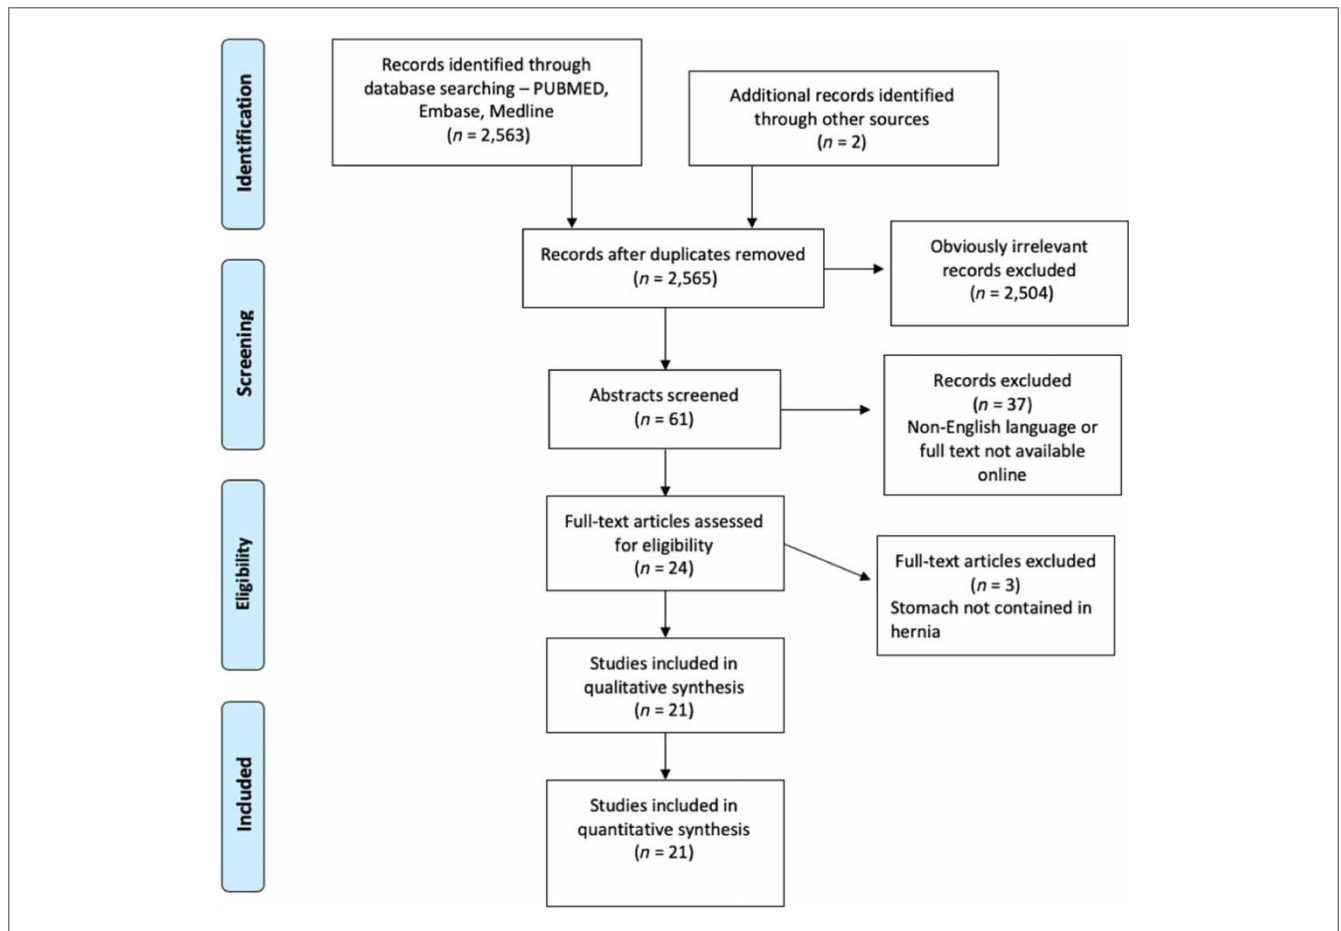 Identification
Records identified through
database searching – PUBMED,
Embase, Medline
(n = 2,563)
Additional records identified
through other sources
(n = 2)
Records after duplicates removed
(n = 2,565)
Obviously irrelevant
records excluded
(n = 2,504)
Screening
Abstracts screened
(n = 61)
Records excluded
(n = 37)
Non-English language or
full text not available
online
Eligibility
Full-text articles assessed
for eligibility
(n = 24)
Full-text articles excluded
(n = 3)
Stomach not contained in
hernia
Studies included in
qualitative synthesis
(n = 21)
Included
Studies included in
quantitative synthesis
(n = 21)